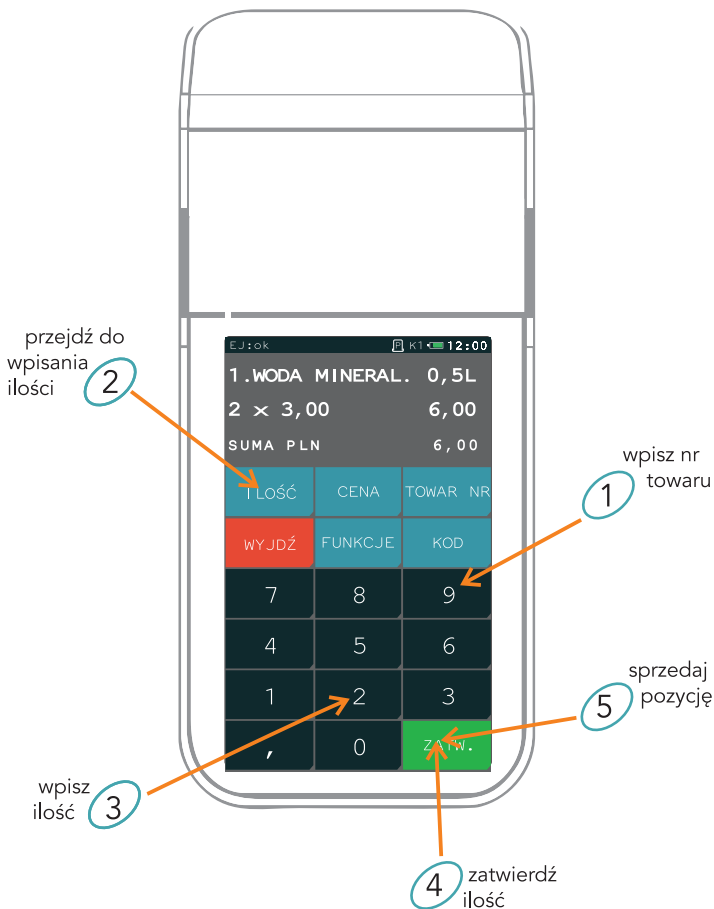 przejdź do
wpisania
ilości
2
EJ:ok P K1 12:00
1.WODA MINERAL. 0,5L
2 x 3,00 6,00
SUMA PLN 6,00
ILOŚĆ CENA TOWAR NR
WYJDŹ FUNKCJE KOD
7 8 9
4 5 6
1 2 3
, 0 ZATW.
wpisz nr
towaru
1
sprzedaj
pozycję
5
wpisz
ilość
3
4
zatwierdź
ilość